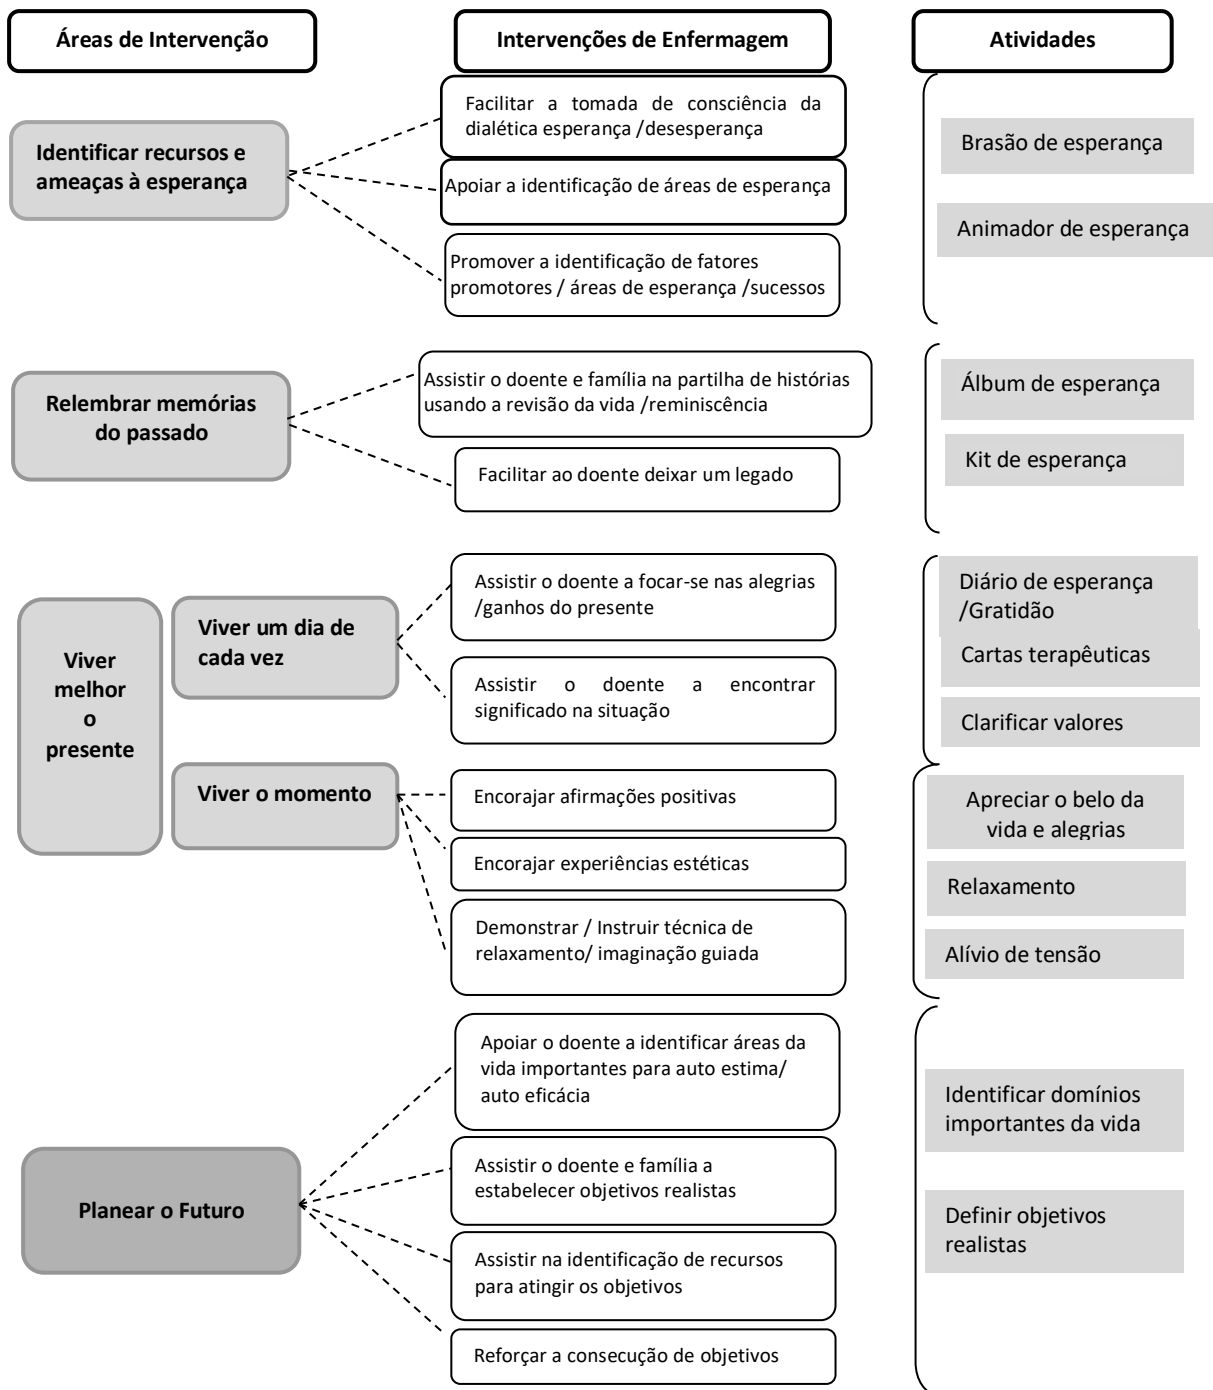 Áreas de Intervenção
Intervenções de Enfermagem
Atividades
Identificar recursos e
ameaças à esperança
Facilitar a tomada de consciência da
dialética esperança /desesperança
Apoiar a identificação de áreas de esperança
Promover a identificação de fatores
promotores / áreas de esperança /sucessos
Brasão de esperança
Animador de esperança
Relembrar memórias
do passado
Assistir o doente e família na partilha de histórias
usando a revisão da vida /reminiscência
Facilitar ao doente deixar um legado
Álbum de esperança
Kit de esperança
Viver
melhor
o
presente
Viver um dia de
cada vez
Assistir o doente a focar-se nas alegrias
/ganhos do presente
Assistir o doente a encontrar
significado na situação
Diário de esperança
/Gratidão
Cartas terapêuticas
Clarificar valores
Viver o momento
Encorajar afirmações positivas
Encorajar experiências estéticas
Demonstrar / Instruir técnica de
relaxamento/ imaginação guiada
Apreciar o belo da
vida e alegrias
Relaxamento
Alívio de tensão
Planear o Futuro
Apoiar o doente a identificar áreas da
vida importantes para auto estima/
auto eficácia
Assistir o doente e família a
estabelecer objetivos realistas
Assistir na identificação de recursos
para atingir os objetivos
Reforçar a consecução de objetivos
Identificar domínios
importantes da vida
Definir objetivos
realistas